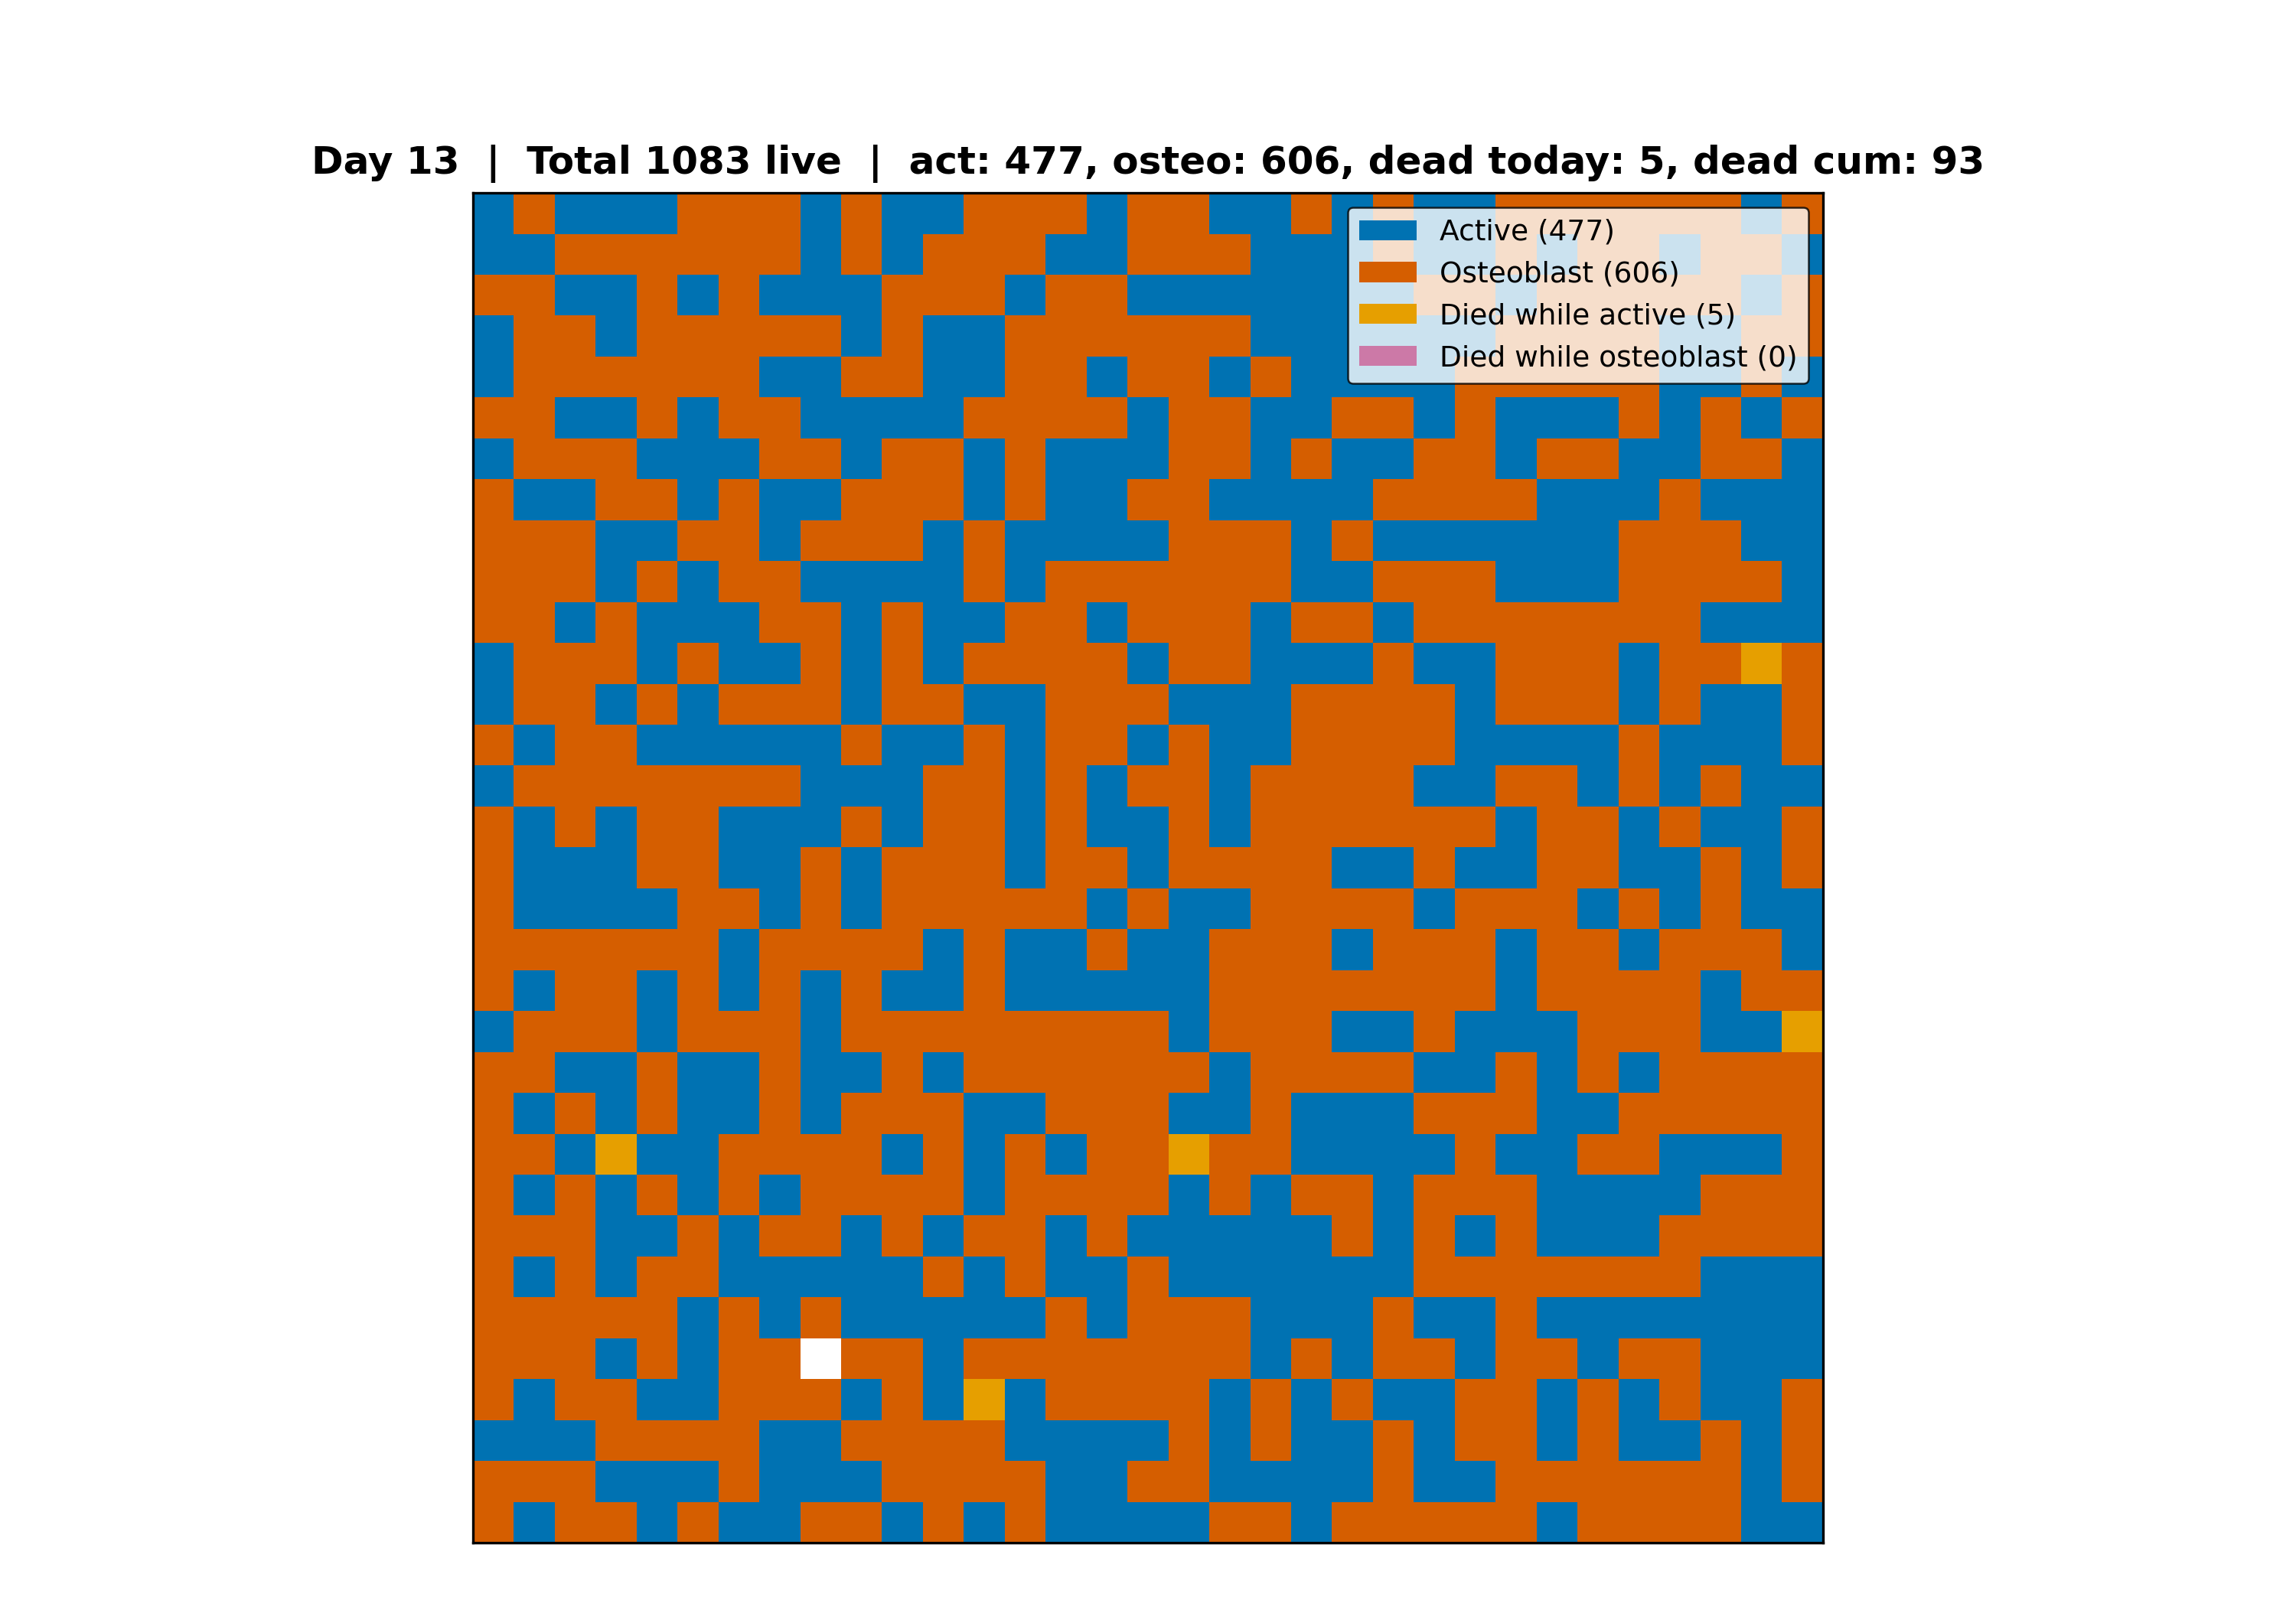 Day 13 | Total 1083 live | act: 477, osteo: 606, dead today: 5, dead cum: 93
Active (477)
Osteoblast (606)
Died while active (5)
Died while osteoblast (0)